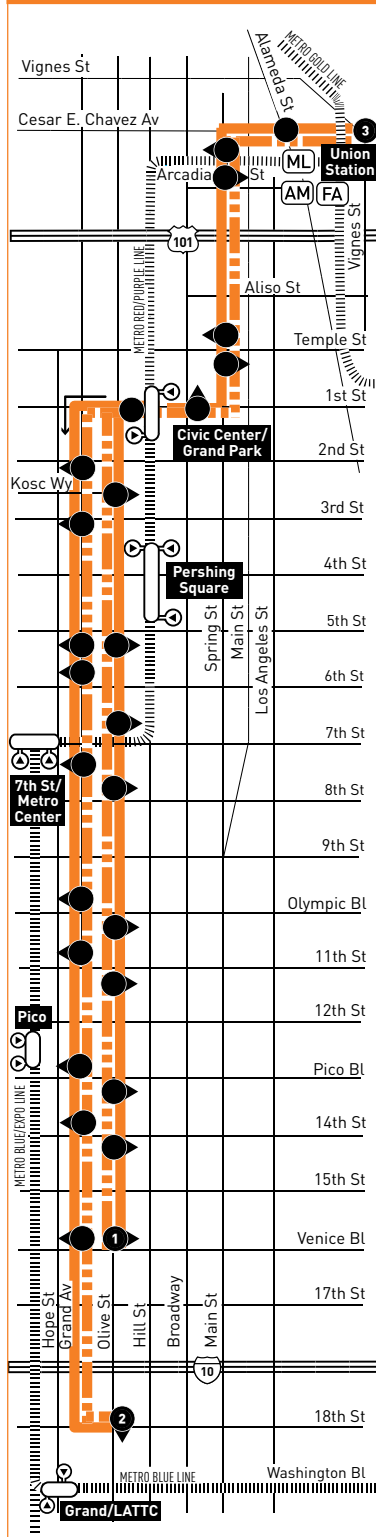 METRO GOLD LINE
Alameda St
Vignes St
Cesar E. Chavez Av
3
ML
Union
Station
Arcadia St
AM
FA
Vignes St
101
METRO RED/PURPLE LINE
Aliso St
Temple St
1st St
Civic Center/
Grand Park
2nd St
Kosc Wy
3rd St
4th St
Pershing
Square
5th St
Spring St
Main St
Los Angeles St
6th St
7th St
7th St/
Metro
Center
8th St
9th St
Olympic Bl
11th St
12th St
Pico
Pico Bl
METRO BLUE/EXPO LINE
14th St
15th St
1
Venice Bl
Hope St
Grand Av
Olive St
Hill St
Broadway
Main St
17th St
10
2
18th St
METRO BLUE LINE
Washington Bl
Grand/LATTC